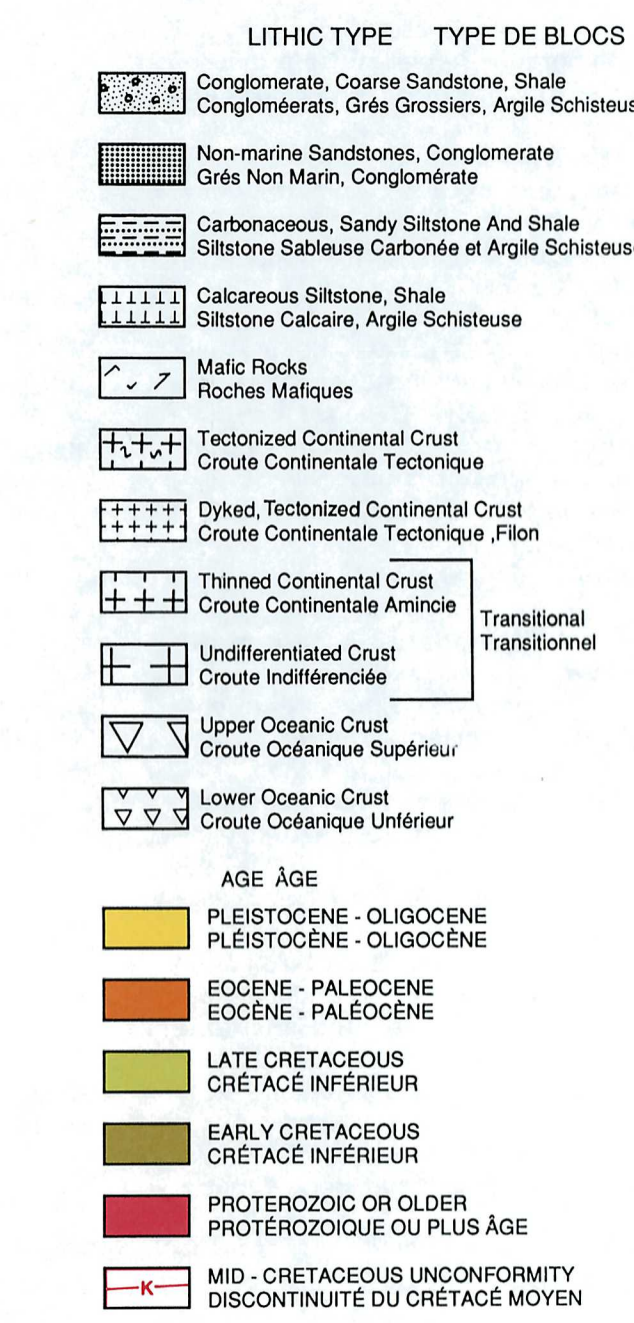 LITHIC TYPE TYPE DE BLOCS
Conglomerate, Coarse Sandstone, Shale
Congloméerats, Grés Grossiers, Argile Schisteus
Non-marine Sandstones, Conglomerate
Grés Non Marin, Conglomérate
Carbonaceous, Sandy Siltstone And Shale
Siltstone Sableuse Carbonée et Argile Schisteuse
Calcareous Siltstone, Shale
Siltstone Calcaire, Argile Schisteuse
Mafic Rocks
Roches Mafiques
Tectonized Continental Crust
Croute Continentale Tectonique
Dyked, Tectonized Continental Crust
Croute Continentale Tectonique ,Filon
Thinned Continental Crust
Croute Continentale Amincie
Transitional
Transitionnel
Undifferentiated Crust
Croute Indifférenciée
Upper Oceanic Crust
Croute Océanique Supérieur
Lower Oceanic Crust
Croute Océanique Unférieur
AGE ÂGE
PLEISTOCENE - OLIGOCENE
PLÉISTOCÈNE - OLIGOCÈNE
EOCENE - PALEOCENE
EOCÈNE - PALÉOCÈNE
LATE CRETACEOUS
CRÉTACÉ INFÉRIEUR
EARLY CRETACEOUS
CRÉTACÉ INFÉRIEUR
PROTEROZOIC OR OLDER
PROTÉROZOIQUE OU PLUS ÂGE
K
MID - CRETACEOUS UNCONFORMITY
DISCONTINUITÉ DU CRÉTACÉ MOYEN